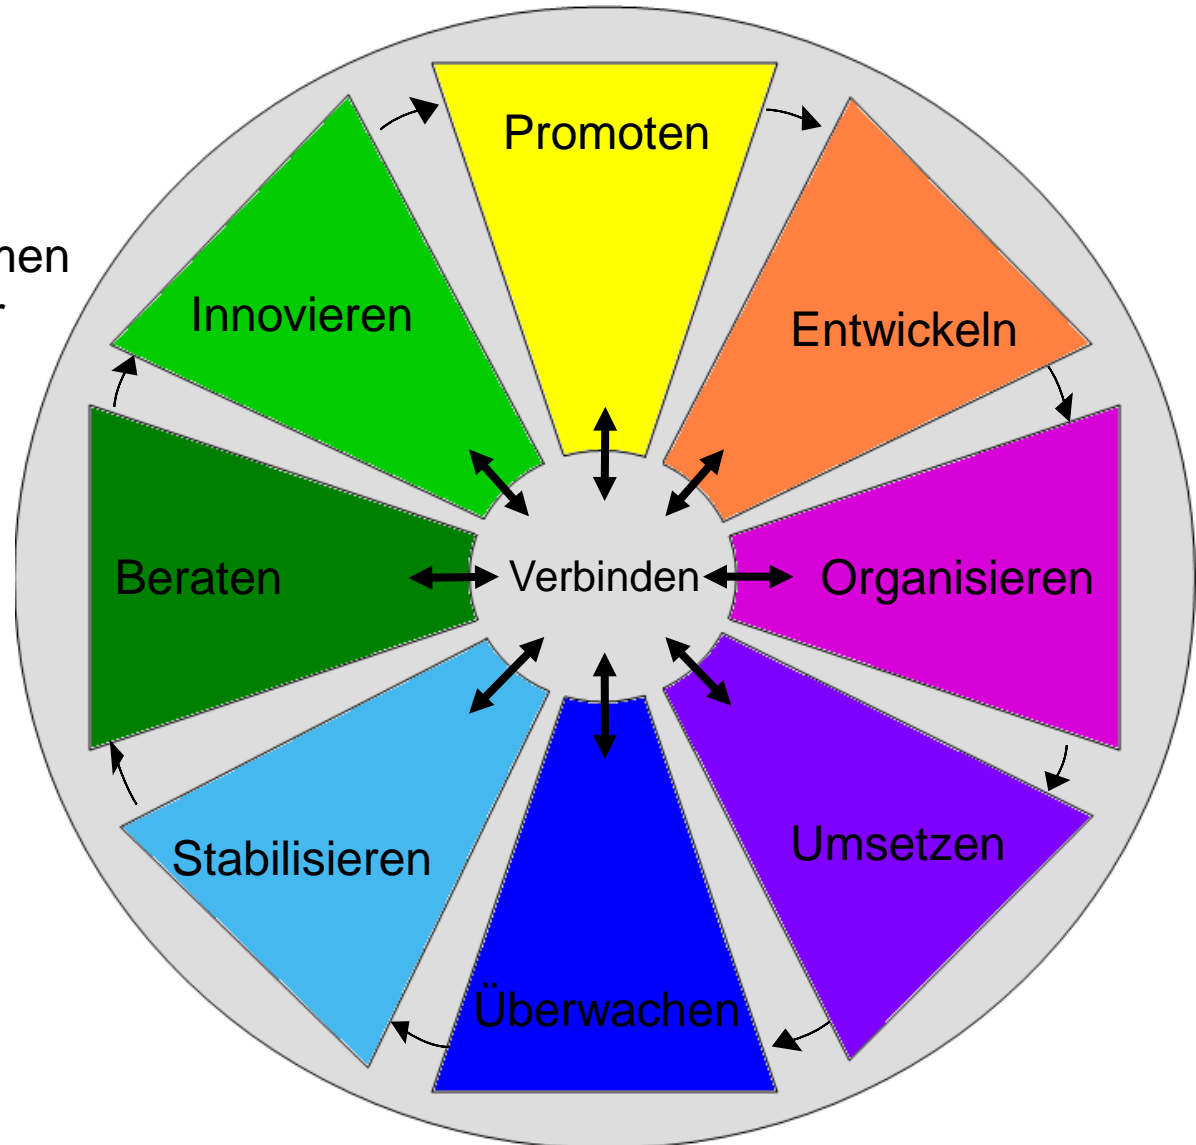 Promoten
Innovieren
Entwickeln
Beraten
Verbinden
Organisieren
Stabilisieren
Umsetzen
Überwachen